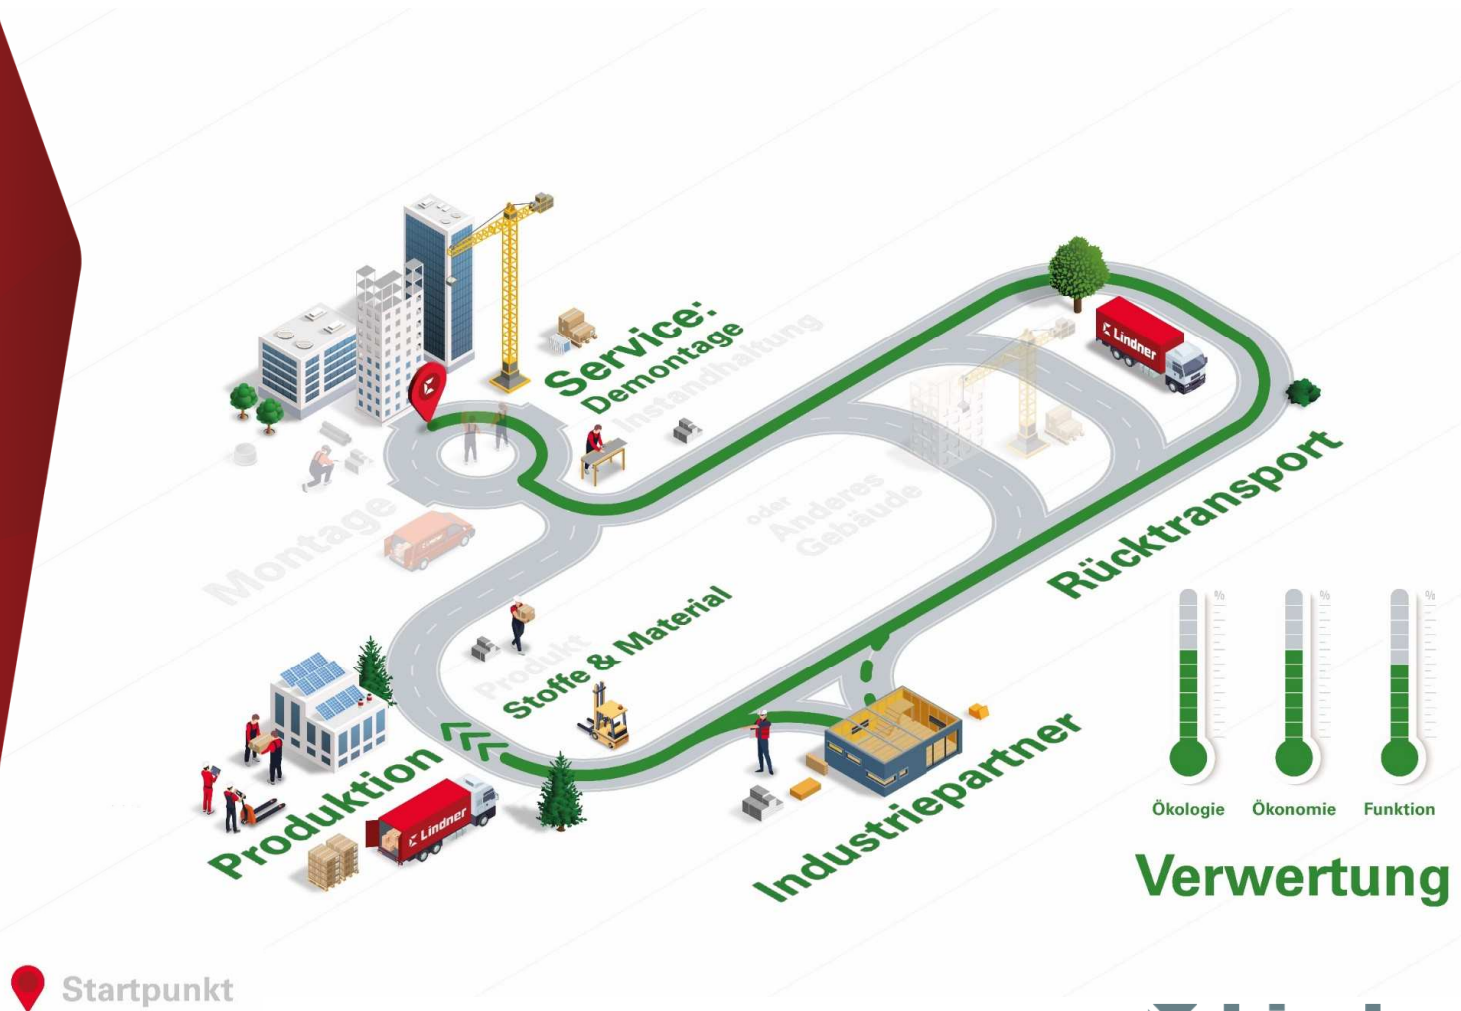 Service:
Demontage
Instandhaltung
Lindner
Montage
oder
Anderes
Gebäude
Rücktransport
Produkt
Stoffe & Material
Produktion
Lindner
Industriepartner
%
%
%
Ökologie
Ökonomie
Funktion
Verwertung
Startpunkt